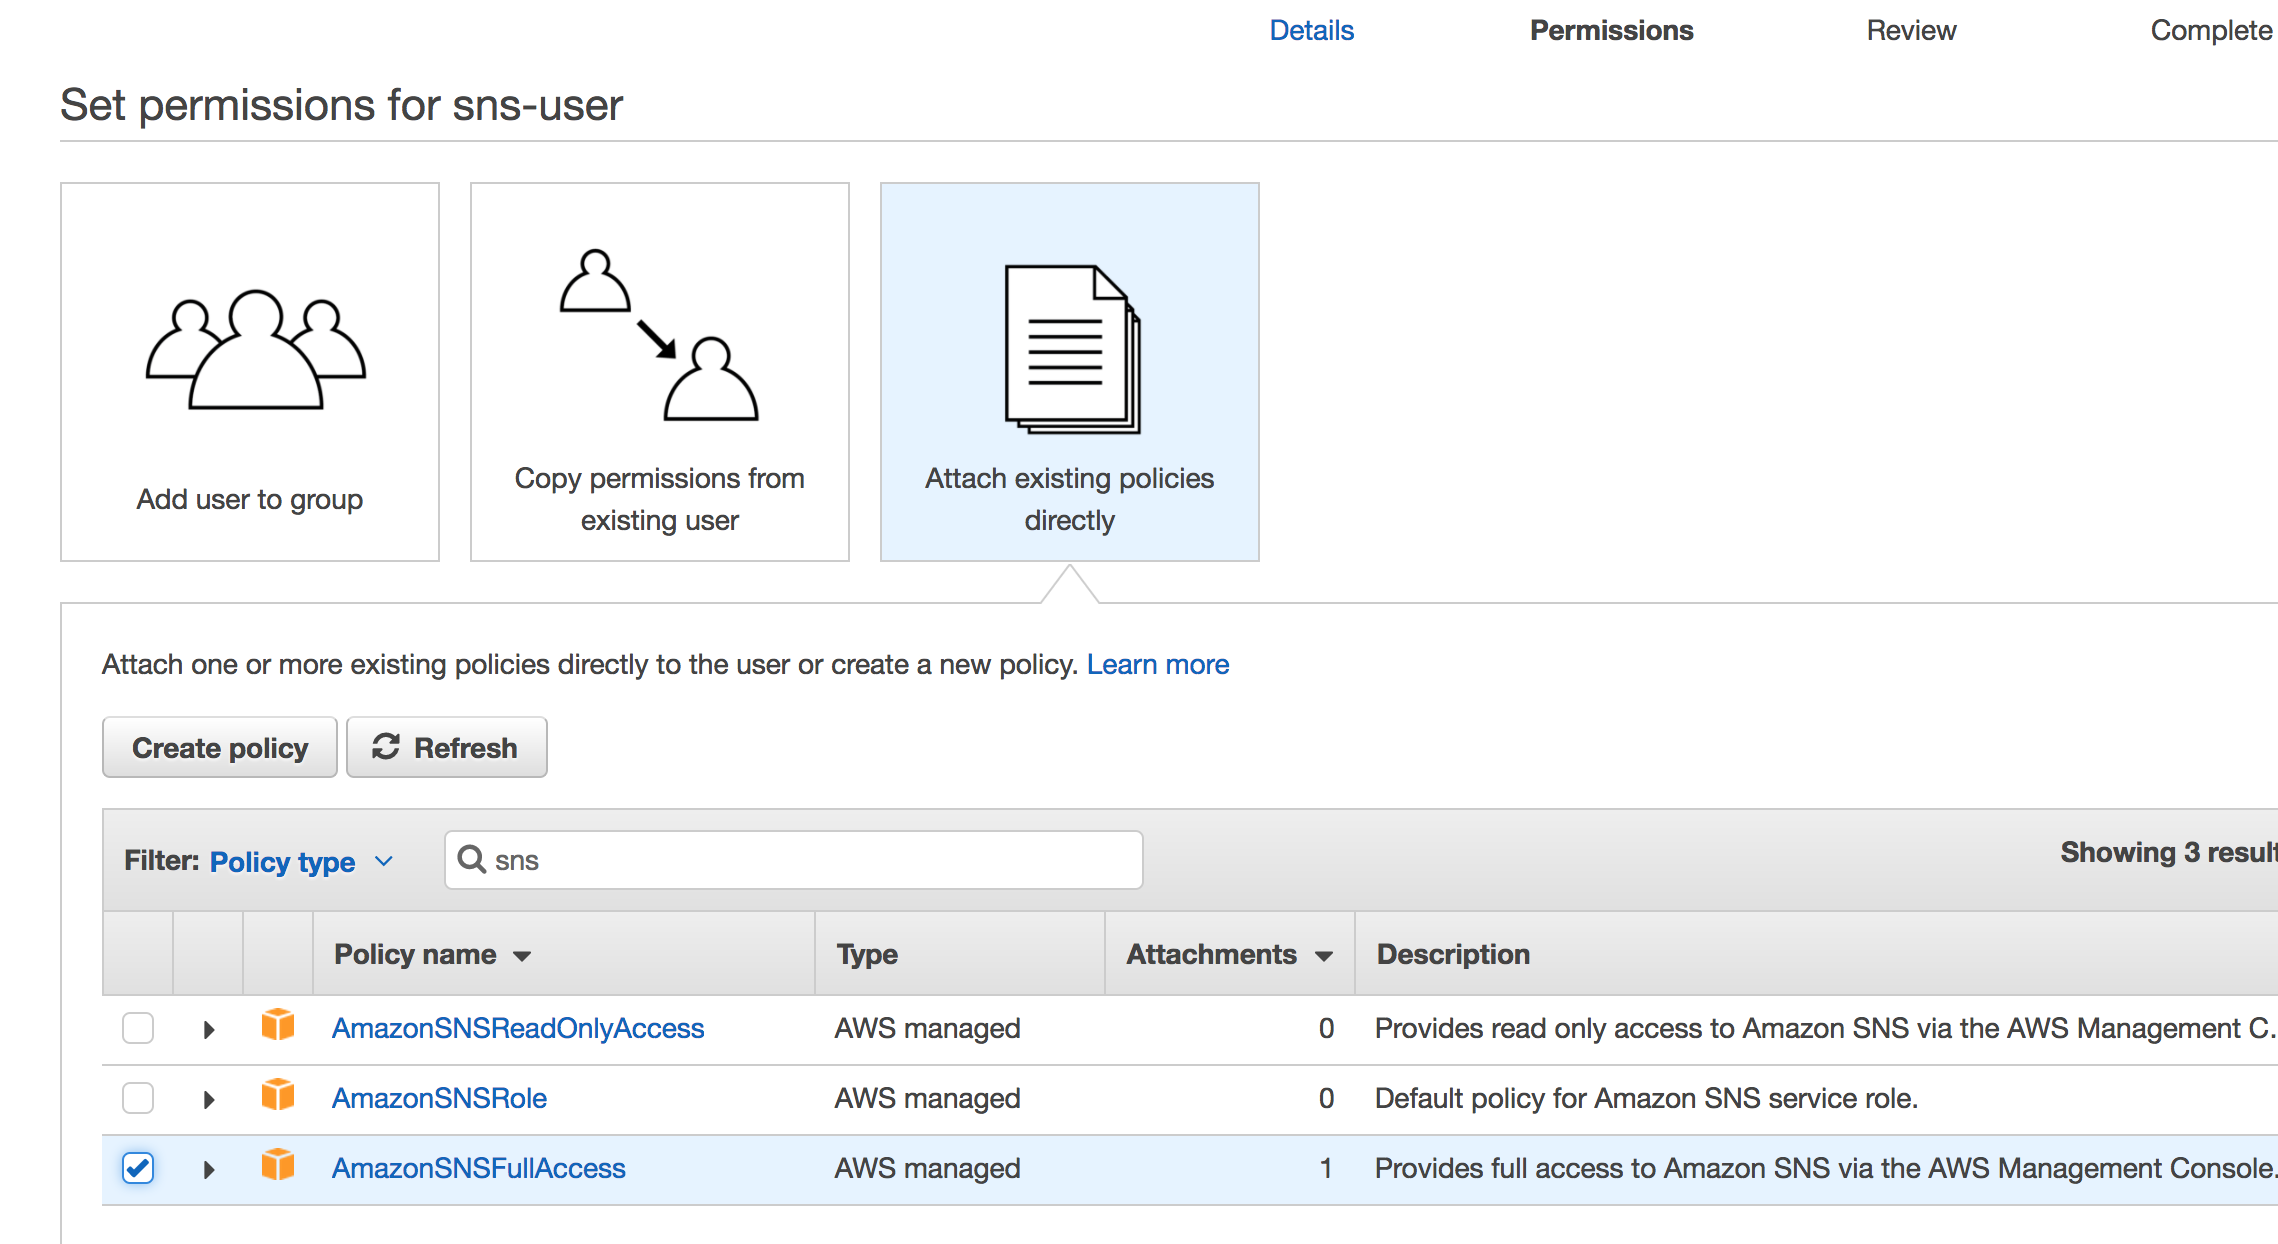 Details Permissions Review Complete
Set permissions for sns-user
Add user to group
Copy permissions from
existing user
Attach existing policies
directly
Attach one or more existing policies directly to the user or create a new policy. Learn more
Create policy Refresh
Filter: Policy type sns Showing 3 result
Policy name Type Attachments Description
AmazonSNSReadOnlyAccess AWS managed 0 Provides read only access to Amazon SNS via the AWS Management C.
AmazonSNSRole AWS managed 0 Default policy for Amazon SNS service role.
AmazonSNSFullAccess AWS managed 1 Provides full access to Amazon SNS via the AWS Management Console.